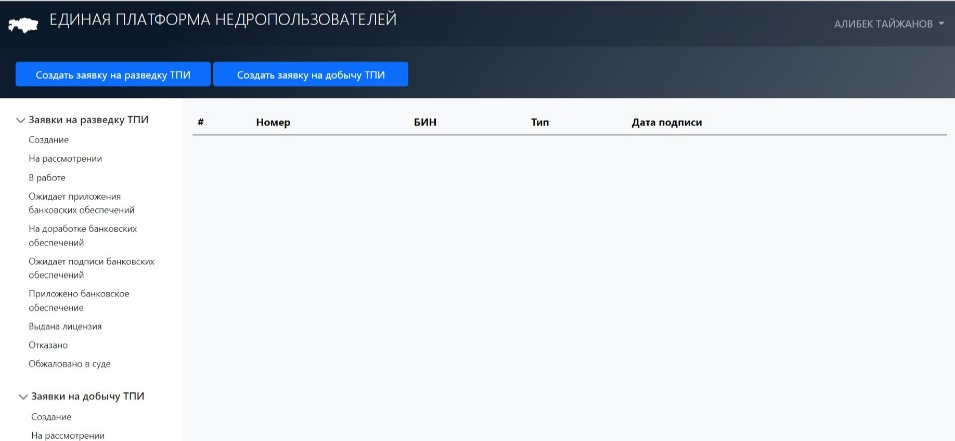 ЕДИНАЯ ПЛАТФОРМА НЕДРОПОЛЬЗОВАТЕЛЕЙ
АЛИБЕК ТАЙЖАНОВ
Создать заявку на разведку ТПИ
Создать заявку на добычу ТПИ
Заявки на разведку ТПИ
Создание
На рассмотрении
В работе
Ожидает приложения
банковских обеспечений
На доработке банковских
обеспечений
Ожидает подписи банковских
обеспечений
Приложено банковское
обеспечение
Выдана лицензия
Отказано
Обжаловано в суде
Заявки на добычу ТПИ
Создание
На рассмотрении
# Номер БИН Тип Дата подписи